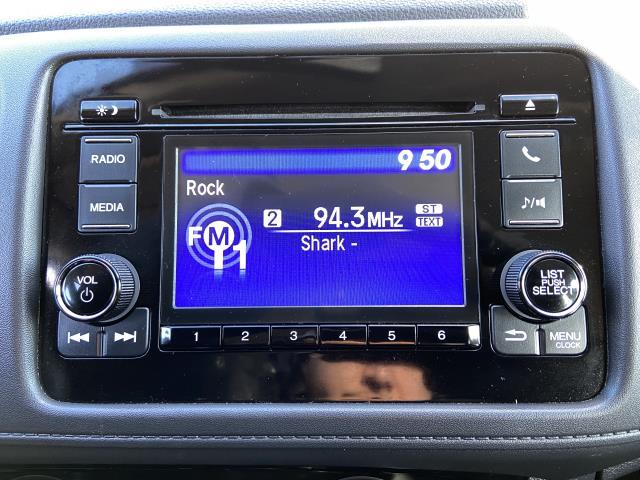 9 50
RADIO
Rock
MEDIA
2 94.3MHz ST
TEXT
FM
11
Shark -
VOL
LIST
PUSH
SELECT
1 2 3 4 5 6
MENU
CLOCK